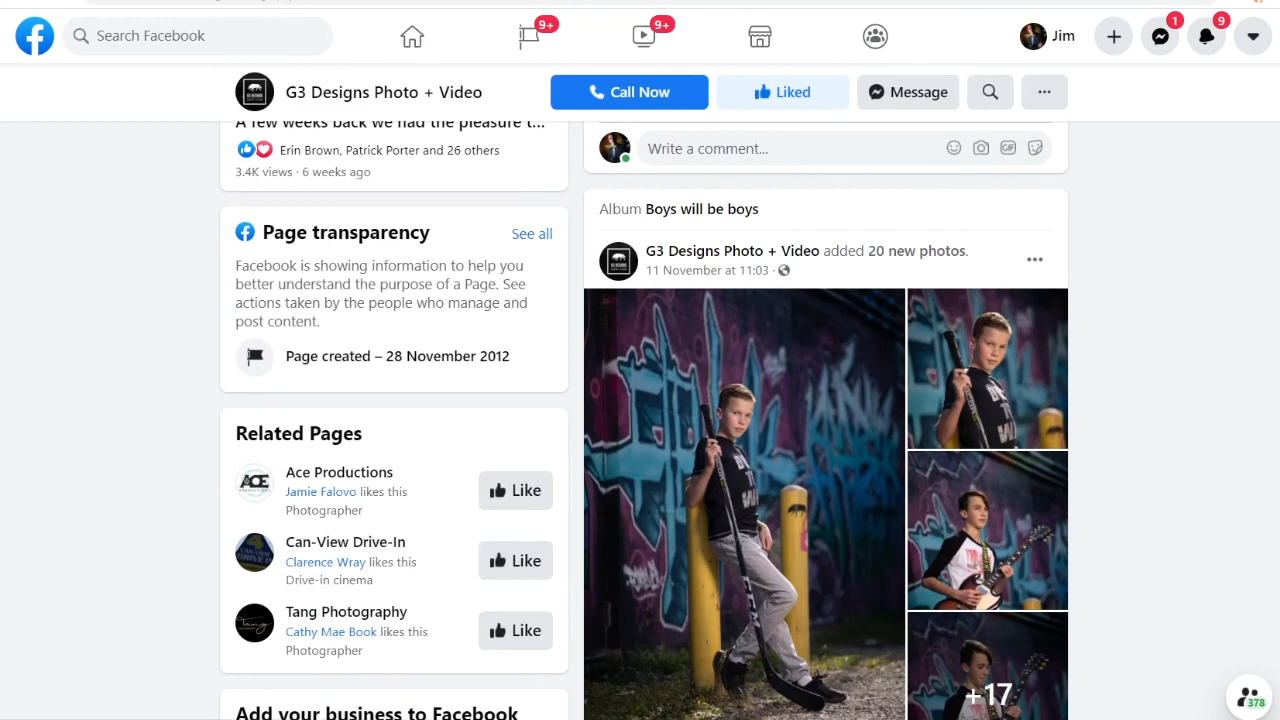 Search Facebook
9+
9+
Jim
1
9
G3 Designs Photo + Video
Call Now
Liked
Message
A few weeks back we had the pleasure t...
Erin Brown, Patrick Porter and 26 others
3.4K views · 6 weeks ago
Page transparency
See all
Facebook is showing information to help you
better understand the purpose of a Page. See
actions taken by the people who manage and
post content.
Page created – 28 November 2012
Related Pages
ACE
Ace Productions
Jamie Falovo likes this
Photographer
Like
Can-View Drive-In
Clarence Wray likes this
Drive-in cinema
Like
Tang Photography
Cathy Mae Book likes this
Photographer
Like
Add your business to Facebook
Write a comment...
GIF
Album Boys will be boys
G3 Designs Photo + Video added 20 new photos.
11 November at 11:03 ·
+17
378